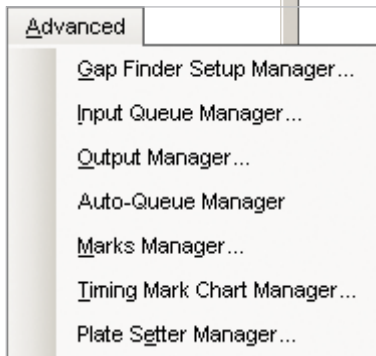 Advanced
Gap Finder Setup Manager...
Input Queue Manager...
Output Manager...
Auto-Queue Manager
Marks Manager...
Timing Mark Chart Manager...
Plate Setter Manager...